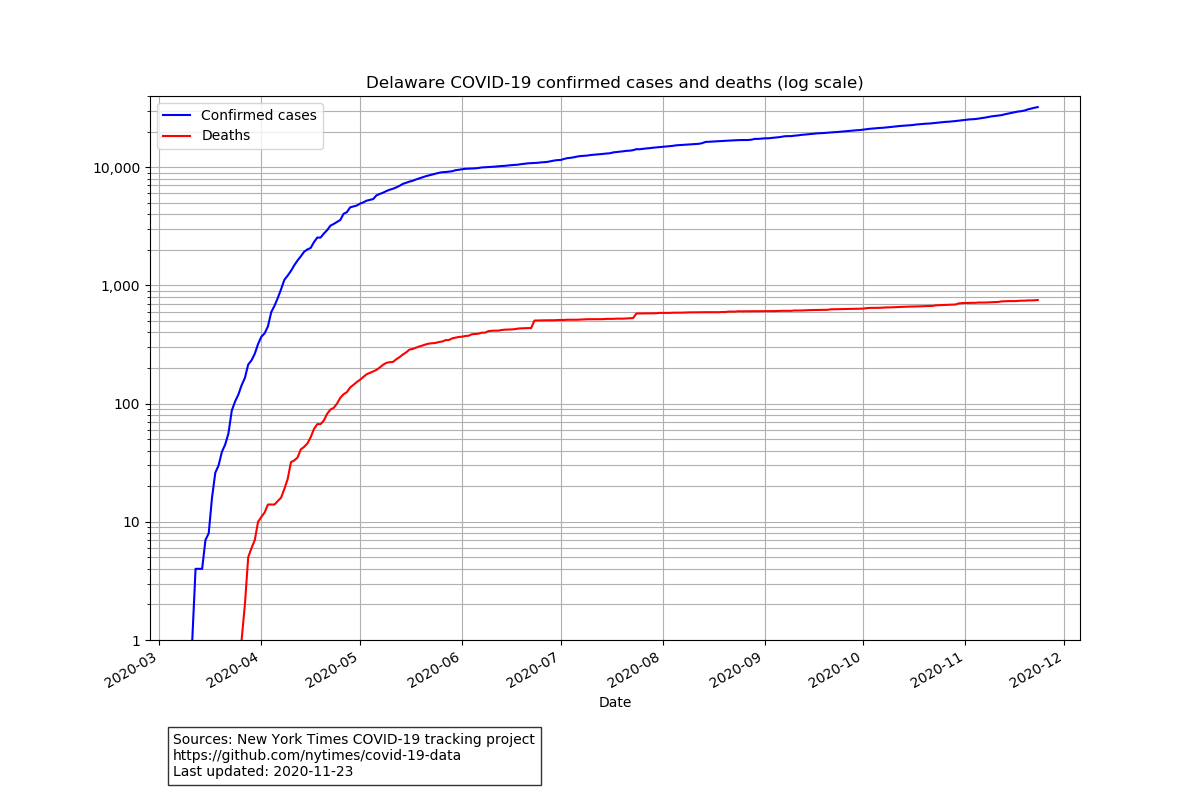 Delaware COVID-19 confirmed cases and deaths (log scale)
Confirmed cases
Deaths
10,000
1,000
100
10
1
2020-03
2020-04
2020-05
2020-06
2020-07
2020-08
2020-09
2020-10
2020-11
2020-12
Date
Sources: New York Times COVID-19 tracking project
https://github.com/nytimes/covid-19-data
Last updated: 2020-11-23